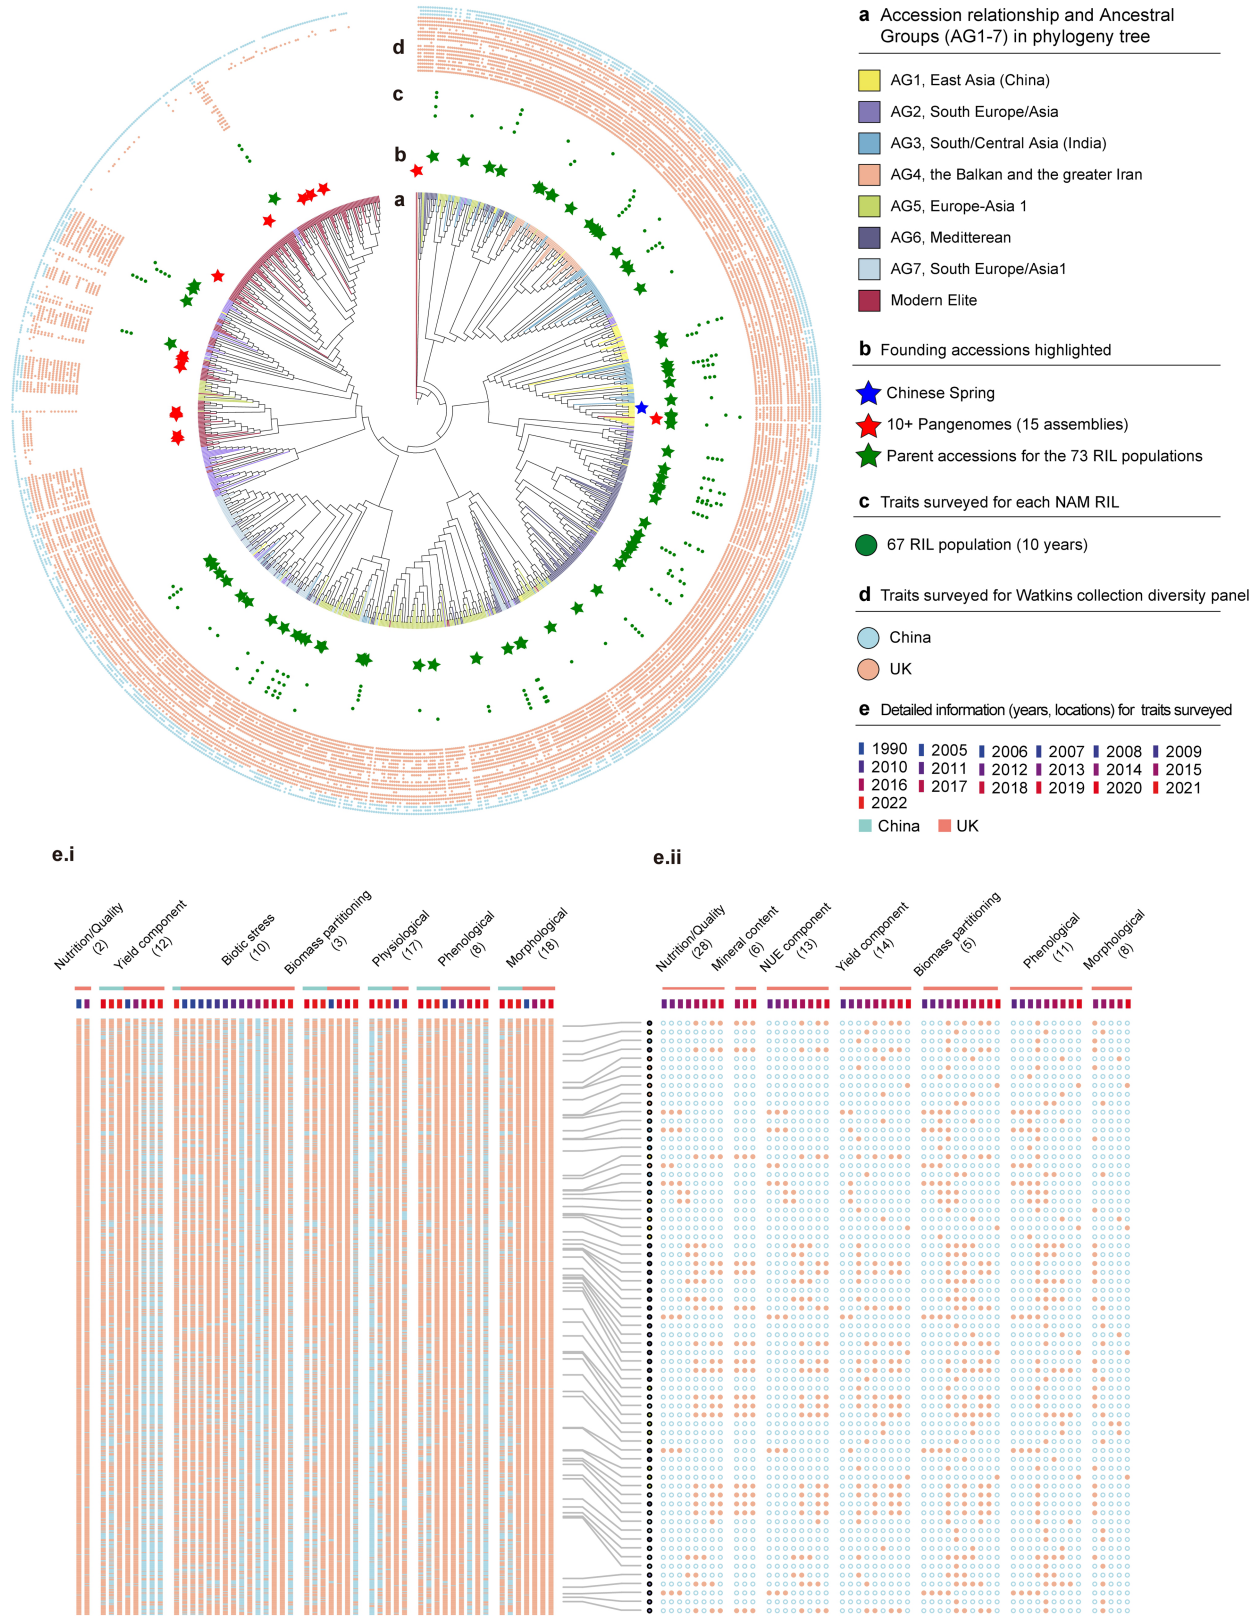 d
c
b
a
a Accession relationship and Ancestral
Groups (AG1-7) in phylogeny tree
AG1, East Asia (China)
AG2, South Europe/Asia
AG3, South/Central Asia (India)
AG4, the Balkan and the greater Iran
AG5, Europe-Asia 1
AG6, Meditterean
AG7, South Europe/Asia1
Modern Elite
b Founding accessions highlighted
Chinese Spring
10+ Pangenomes (15 assemblies)
Parent accessions for the 73 RIL populations
c Traits surveyed for each NAM RIL
67 RIL population (10 years)
d Traits surveyed for Watkins collection diversity panel
China
UK
e Detailed information (years, locations) for traits surveyed
1990 2005 2006 2007 2008 2009
2010 2011 2012 2013 2014 2015
2016 2017 2018 2019 2020 2021
2022
China UK
e.i
Nutrition/Quality
(2)
Yield component
(12)
Biotic stress
(10)
Biomass partitioning
(3)
Physiological
(17)
Phenological
(8)
Morphological
(18)
e.ii
Nutrition/Quality
(28)
Mineral content
(6)
NUE component
(13)
Yield component
(14)
Biomass partitioning
(5)
Phenological
(11)
Morphological
(8)